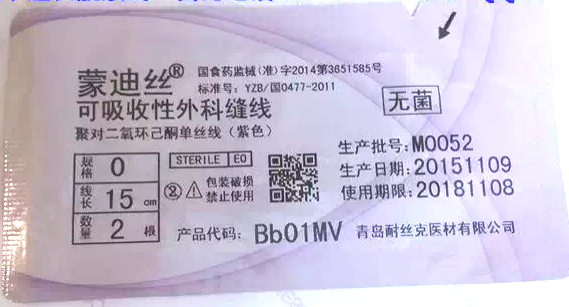 蒙迪丝®
国食药监械(准)字2014第3651585号
标准号: YZB/国0477-2011
可吸收性外科缝线
无菌
聚对二氧环己酮单丝线（紫色）
规格 0
线长 15 cm
数量 2 根
STERILE EO
包装破损
禁止使用
生产批号: M0052
生产日期: 20151109
使用期限: 20181108
产品代码: Bb01MV
青岛耐丝克医材有限公司